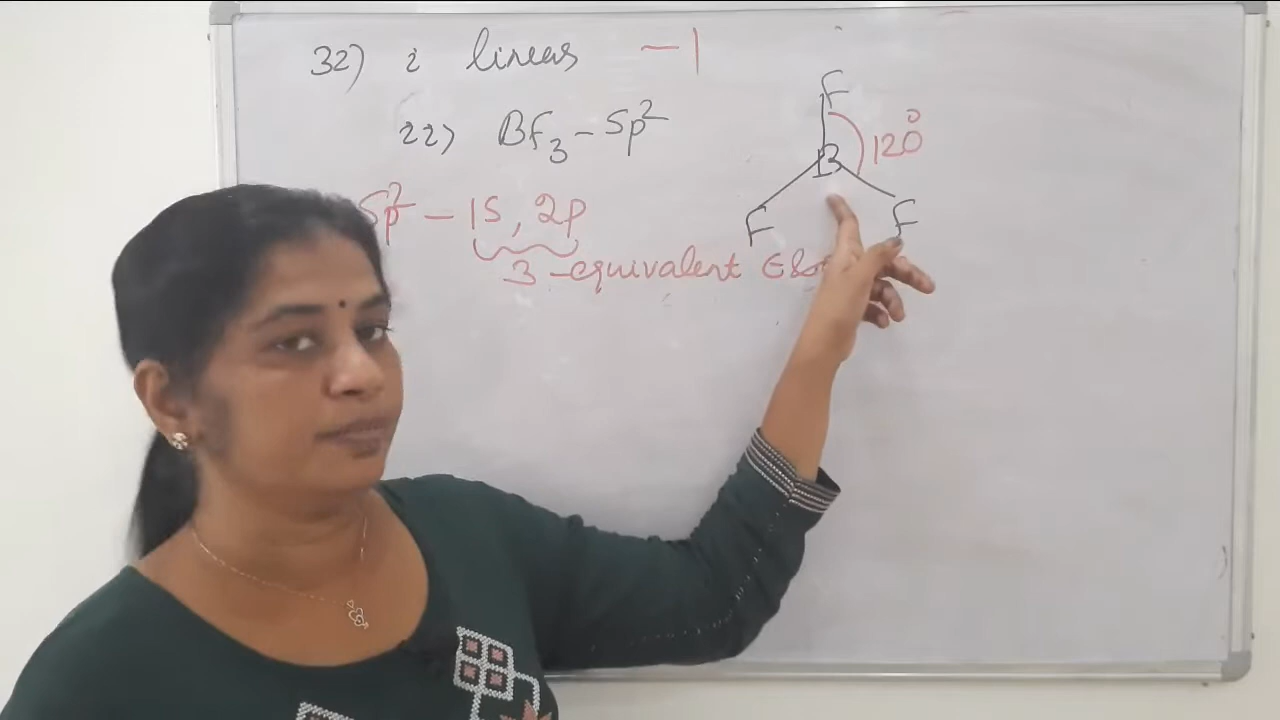 32) i linear - 1
ii) BF₃ - Sp²
Sp² - 1S, 2p
3 - equivalent
F
B
120°
F
F